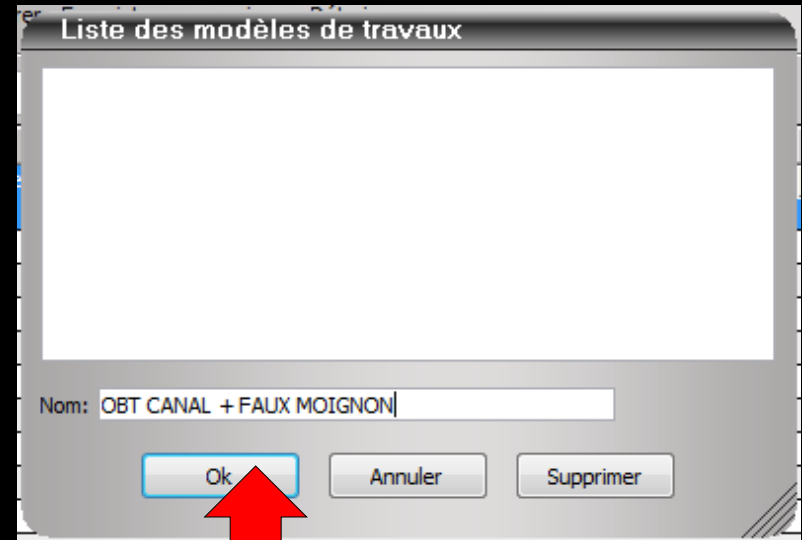 Liste des modèles de travaux
Nom: OBT CANAL + FAUX MOIGNON
Ok Annuler Supprimer